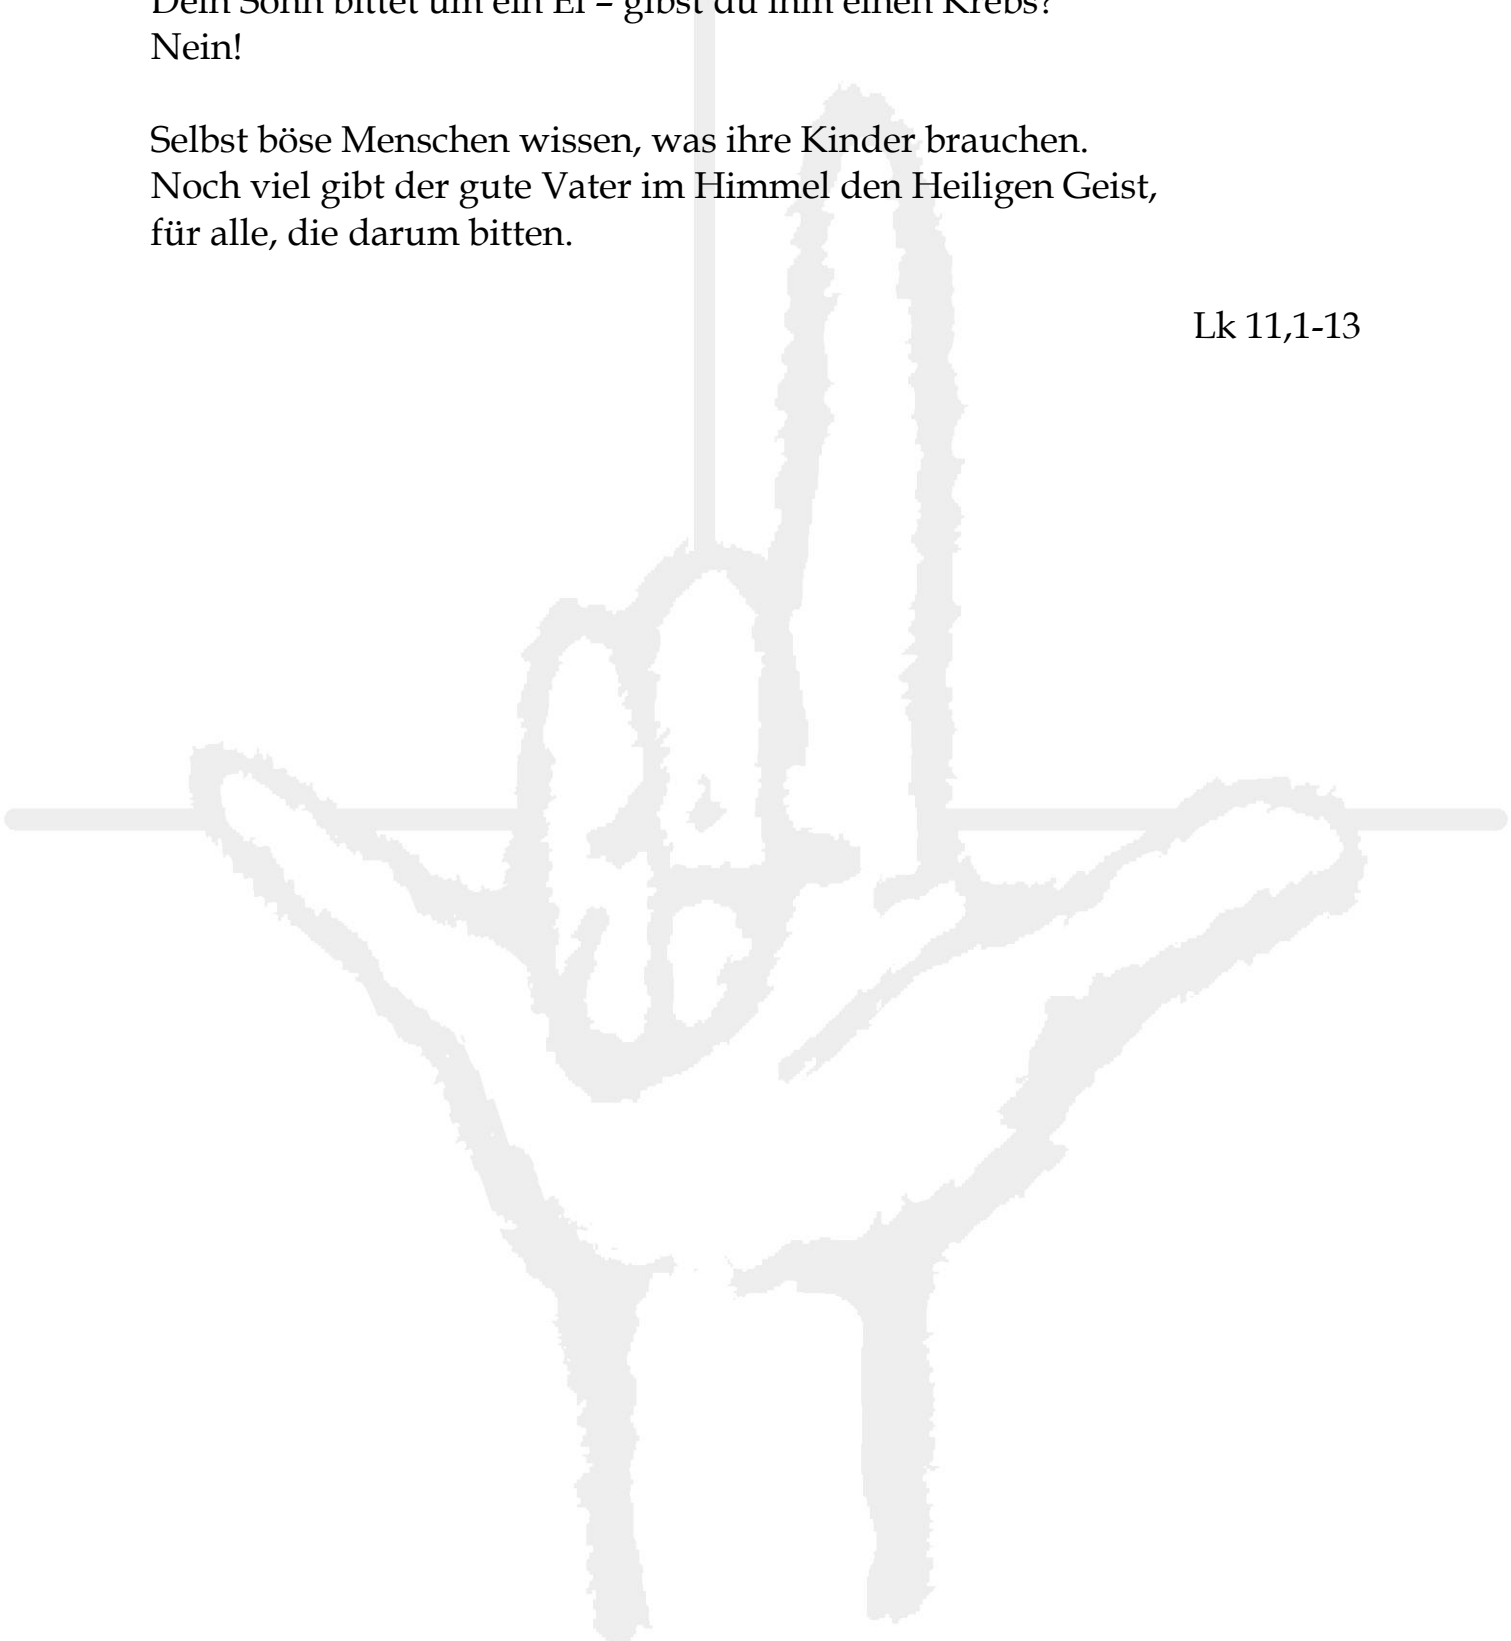 Dein Sohn bittet um ein Ei – gibst du ihm einen Krebs?
Nein!
Selbst böse Menschen wissen, was ihre Kinder brauchen.
Noch viel gibt der gute Vater im Himmel den Heiligen Geist,
für alle, die darum bitten.
Lk 11,1-13